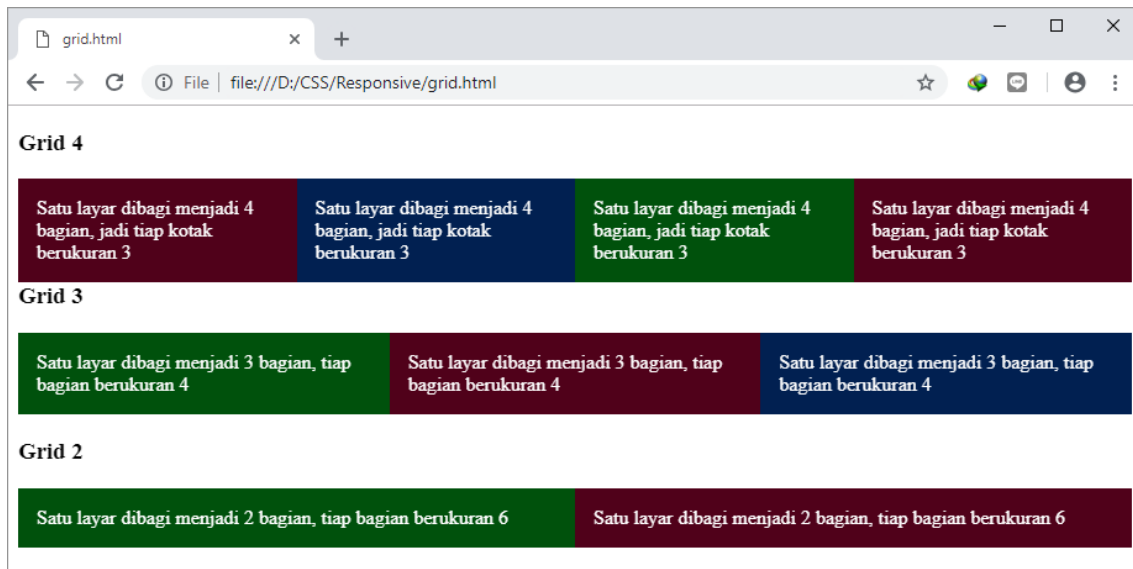 grid.html
File
file:///D:/CSS/Responsive/grid.html
Grid 4
Satu layar dibagi menjadi 4
bagian, jadi tiap kotak
berukuran 3
Satu layar dibagi menjadi 4
bagian, jadi tiap kotak
berukuran 3
Satu layar dibagi menjadi 4
bagian, jadi tiap kotak
berukuran 3
Satu layar dibagi menjadi 4
bagian, jadi tiap kotak
berukuran 3
Grid 3
Satu layar dibagi menjadi 3 bagian, tiap
bagian berukuran 4
Satu layar dibagi menjadi 3 bagian, tiap
bagian berukuran 4
Satu layar dibagi menjadi 3 bagian, tiap
bagian berukuran 4
Grid 2
Satu layar dibagi menjadi 2 bagian, tiap bagian berukuran 6
Satu layar dibagi menjadi 2 bagian, tiap bagian berukuran 6